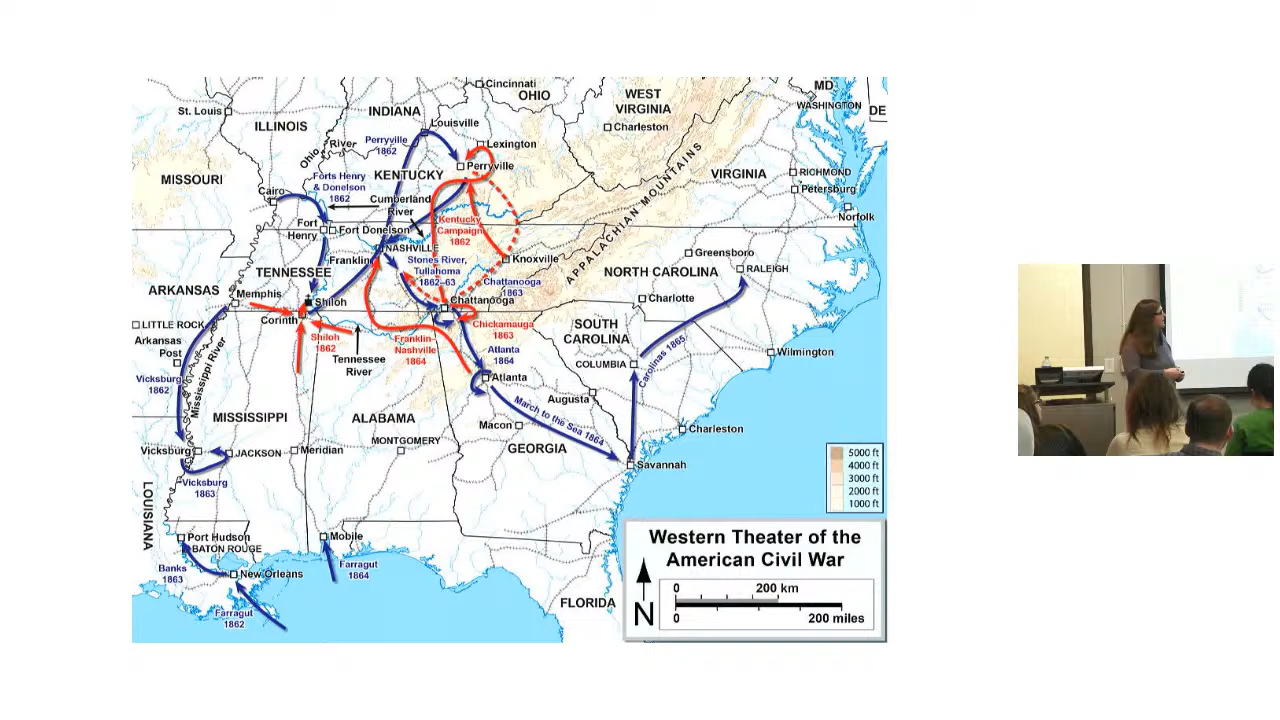 Cincinnati
OHIO
WEST
VIRGINIA
MD
WASHINGTON
DE
St. Louis
INDIANA
ILLINOIS
Louisville
Charleston
Ohio River
Perryville
1862
Lexington
Perryville
MISSOURI
KENTUCKY
VIRGINIA
RICHMOND
Petersburg
Norfolk
Forts Henry
& Donelson
1862
Cairo
Cumberland
River
APPALACHIAN MOUNTAINS
Fort
Henry
Fort Donelson
Kentucky
Campaign
1862
NASHVILLE
Franklin
Stones River,
Tullahoma
1862–63
Knoxville
Greensboro
RALEIGH
TENNESSEE
NORTH CAROLINA
Chattanooga
1863
ARKANSAS
Memphis
Shiloh
Chattanooga
Charlotte
Corinth
LITTLE ROCK
Chickamauga
1863
SOUTH
CAROLINA
Arkansas
Post
Shiloh
1862
Franklin-
Nashville
1864
Tennessee
River
Atlanta
1864
Carolinas 1865
Wilmington
COLUMBIA
Mississippi River
Vicksburg
1862
Atlanta
Augusta
March to the Sea 1864
MISSISSIPPI
ALABAMA
Macon
Charleston
MONTGOMERY
GEORGIA
Vicksburg
JACKSON
Meridian
Savannah
Vicksburg
1863
LOUISIANA
5000 ft
4000 ft
3000 ft
2000 ft
1000 ft
Port Hudson
BATON ROUGE
Mobile
Banks
1863
New Orleans
Farragut
1864
Farragut
1862
FLORIDA
Western Theater of the
American Civil War
N
0 200 km
0 200 miles